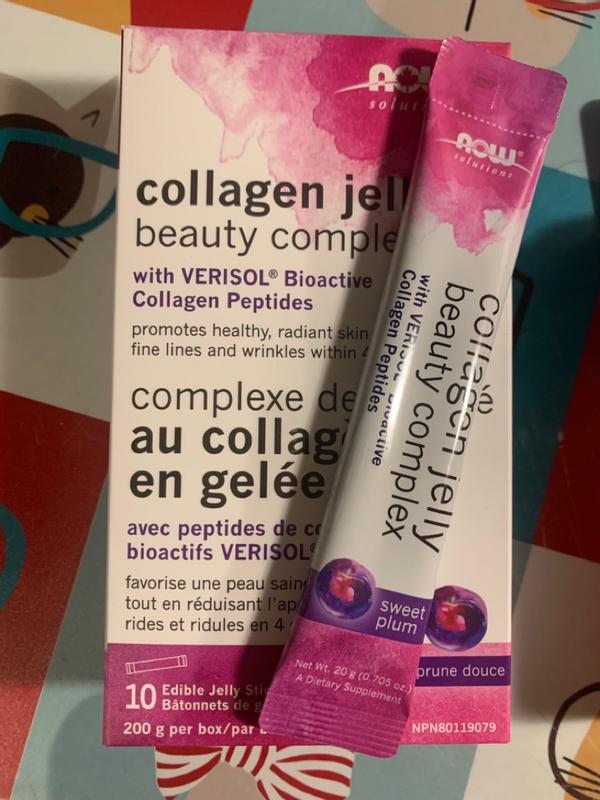 now
solut
collagen jel
beauty comple
with VERISOL® Bioactive
Collagen Peptides
promotes healthy, radiant skin
fine lines and wrinkles within
complexe de
au collag
en gelée
avec peptides de
bioactifs VERISOL
favorise une peau sain
tout en réduisant l'ap
rides et ridules en 4
10 Edible Jelly Sti
Bâtonnets de g
200 g per box/par
prune douce
NPN80119079
now®
solutions
collagen jelly
beauty complex
with VERISOL® Bioactive
Collagen Peptides
sweet
plum
Net Wt. 20 g (0.705 oz.)
A Dietary Supplement